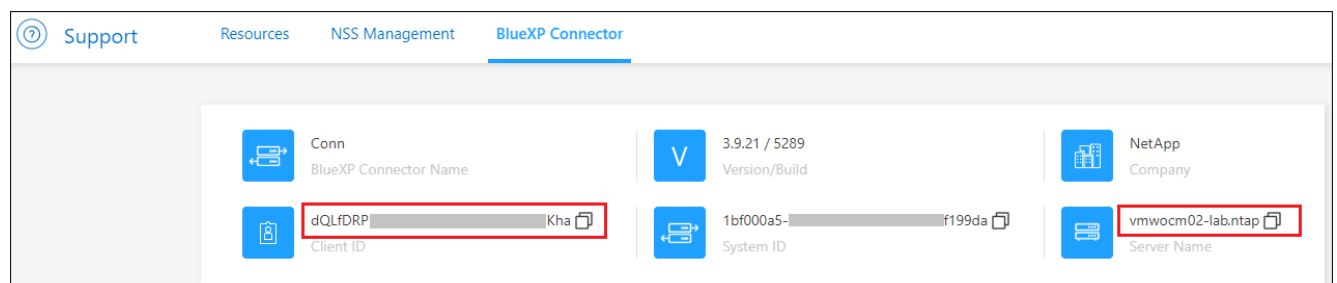 Support Resources NSS Management BlueXP Connector
Conn
BlueXP Connector Name
V
3.9.21 / 5289
Version/Build
NetApp
Company
dQLfDRP Kha
Client ID
1bf000a5- f199da
System ID
vmwocm02-lab.ntap
Server Name